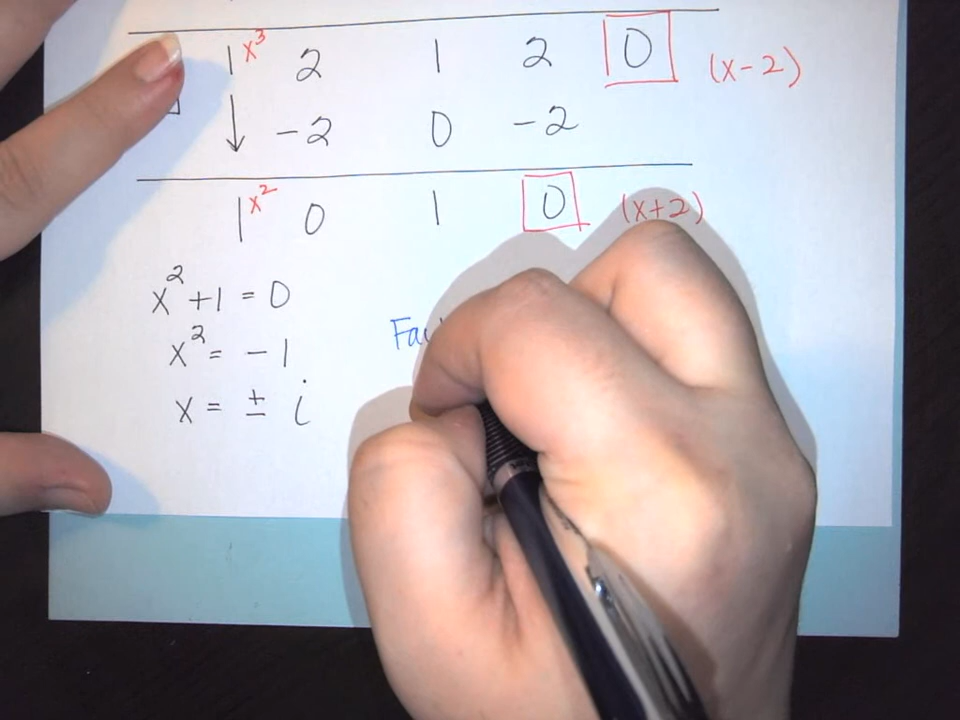 1x³ 2 1 2 0 (x-2)
↓ -2 0 -2
1x² 0 1 0 (x+2)
x² +1 = 0
x² = -1
x = ± i